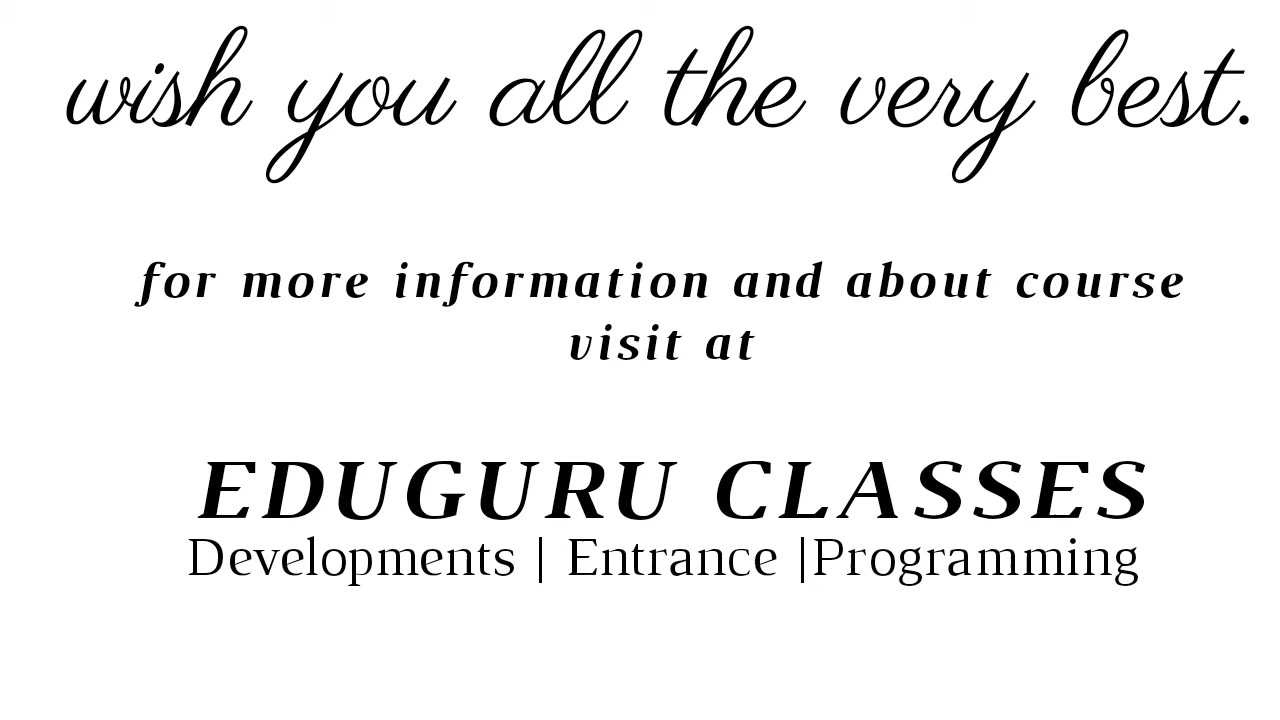 wish you all the very best.
for more information and about course
visit at
EDUGURU CLASSES
Developments | Entrance |Programming